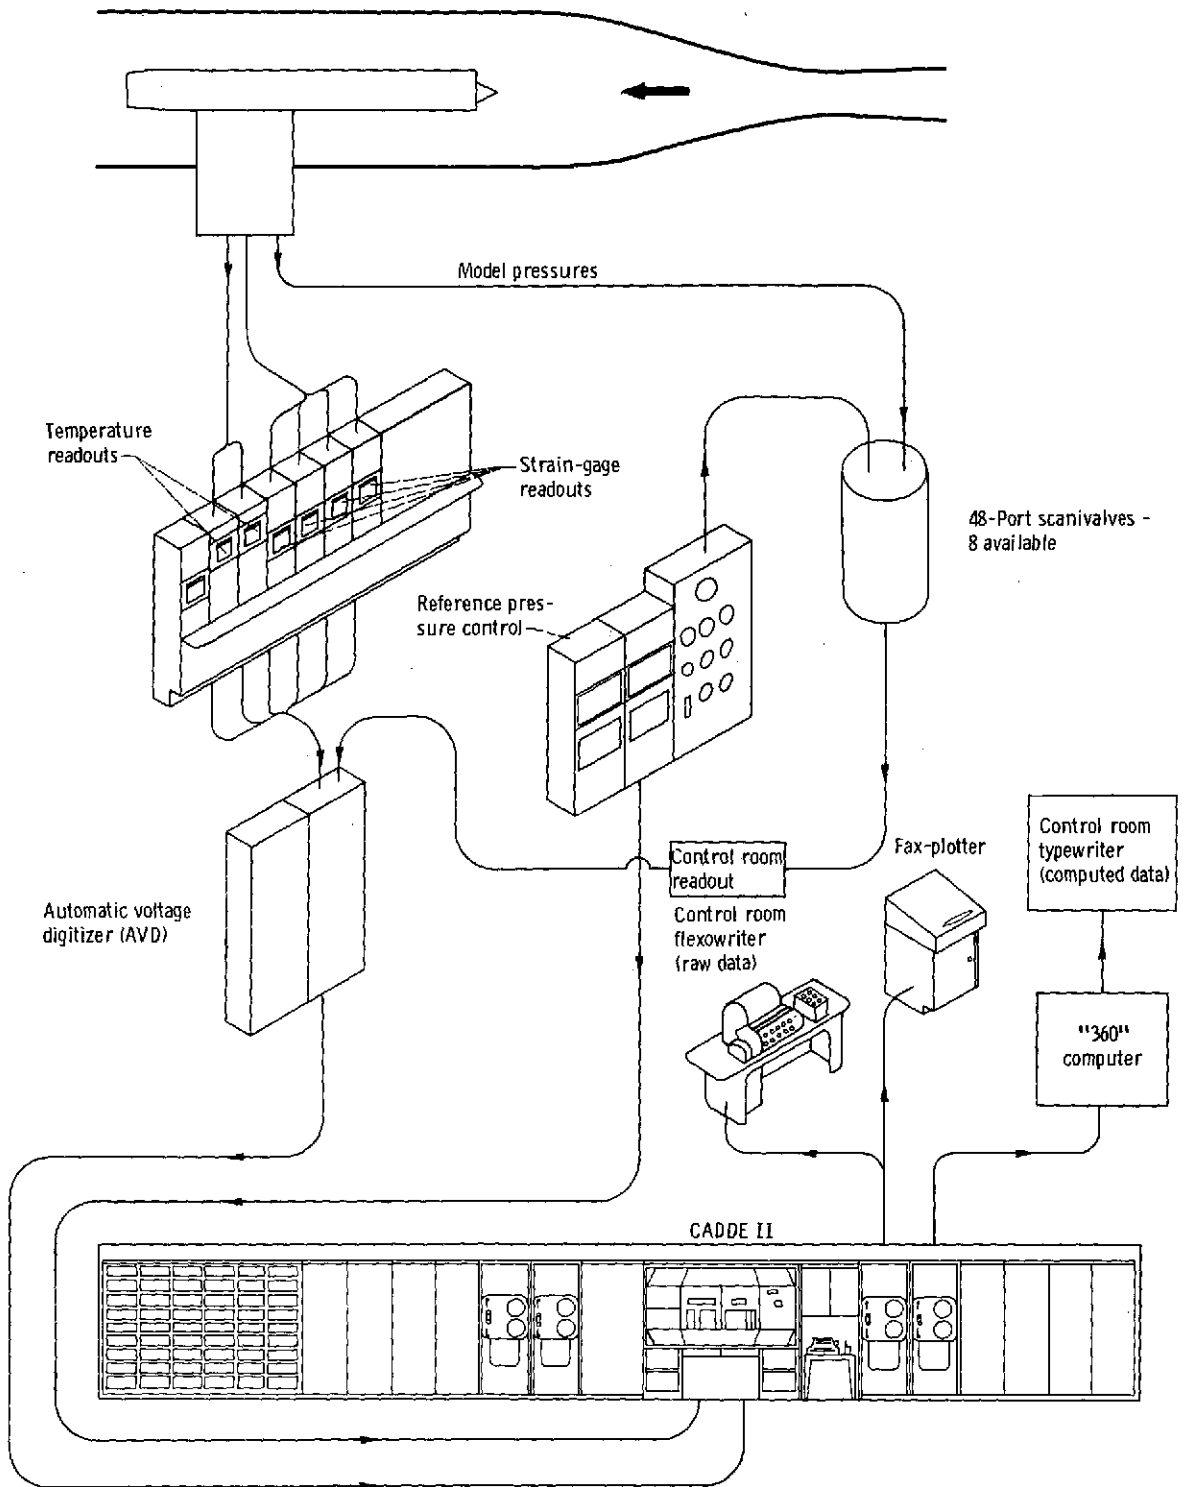 Model pressures
Temperature
readouts
Strain-gage
readouts
48-Port scanivalves -
8 available
Reference pres-
sure control
Control room
typewriter
(computed data)
Fax-plotter
Control room
readout
Automatic voltage
digitizer (AVD)
Control room
flexowriter
(raw data)
"360"
computer
CADDE II